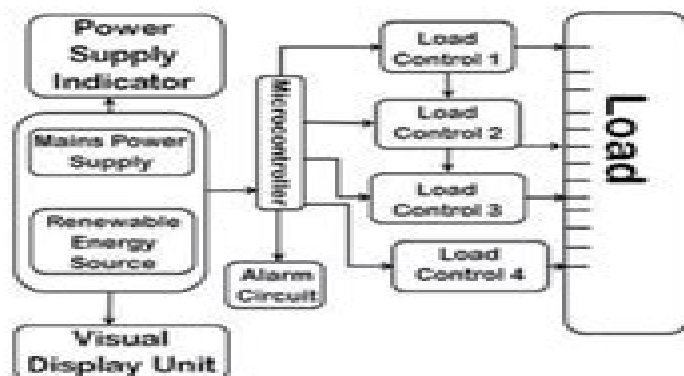 Power
Supply
Indicator
Mains Power
Supply
Renewable
Energy
Source
Visual
Display Unit
Microcontroller
Alarm
Circuit
Load
Control 1
Load
Control 2
Load
Control 3
Load
Control 4
Load